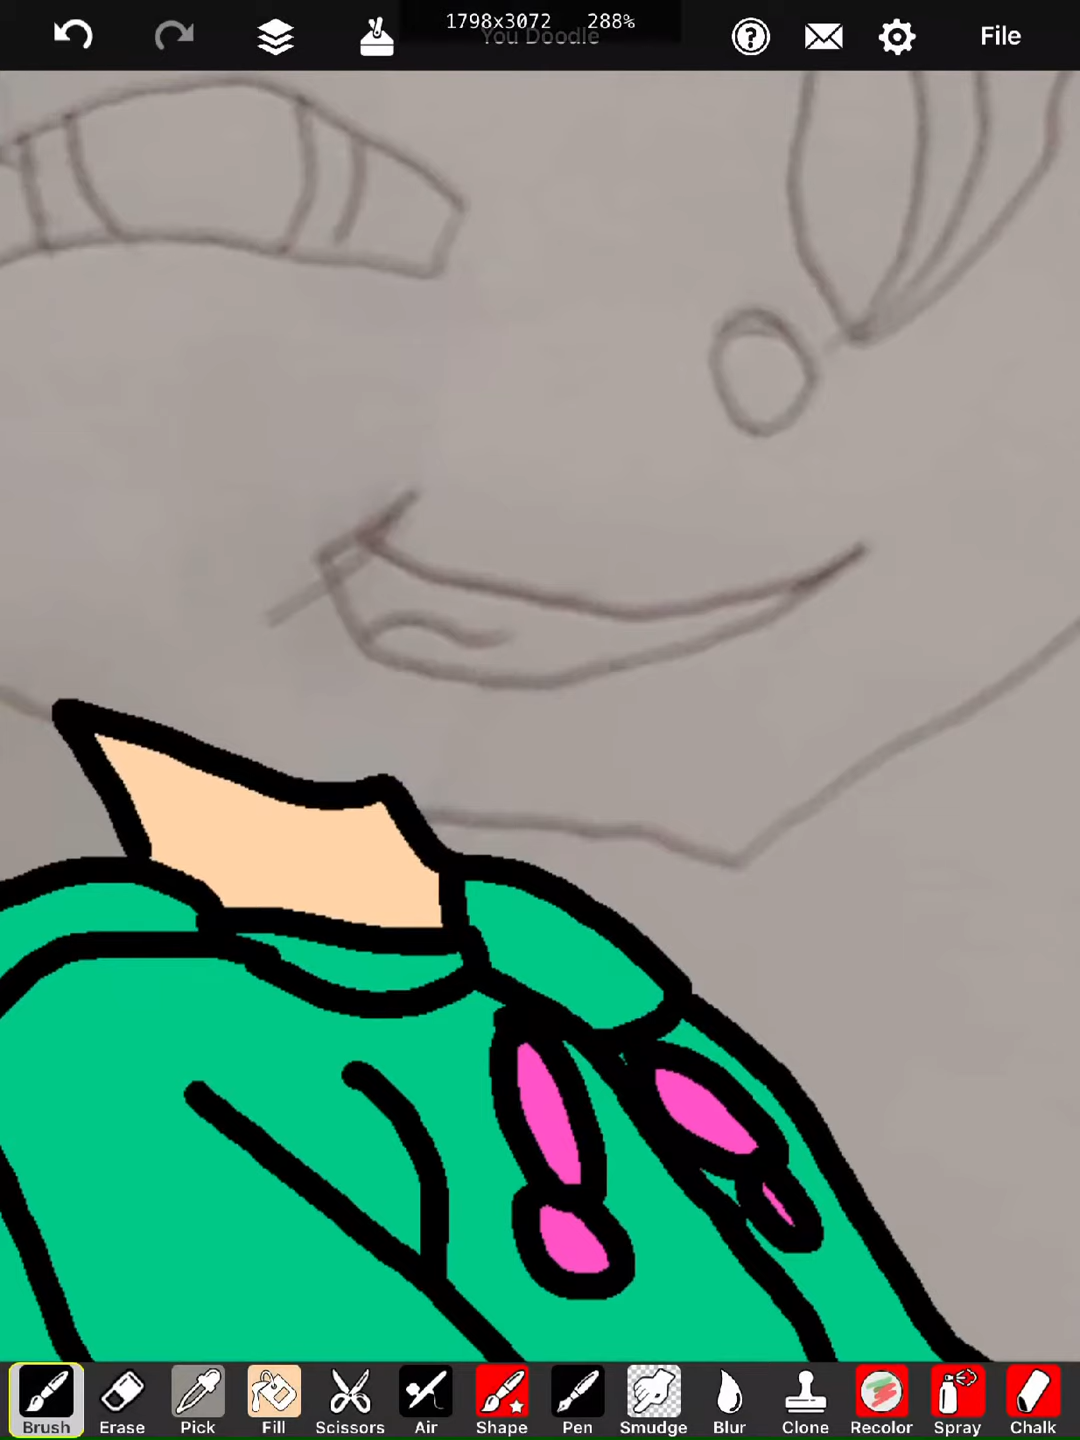 1798x3072 288%
You Doodle
File
Brush Erase Pick Fill Scissors Air Shape Pen Smudge Blur Clone Recolor Spray Chalk